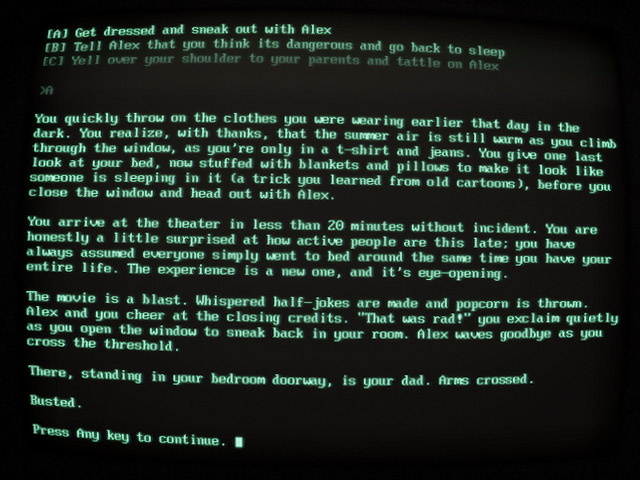 [A] Get dressed and sneak out with Alex
[B] Tell Alex that you think its dangerous and go back to sleep
[C] Yell over your shoulder to your parents and tattle on Alex
>A
You quickly throw on the clothes you were wearing earlier that day in the
dark. You realize, with thanks, that the summer air is still warm as you climb
through the window, as you're only in a t-shirt and jeans. You give one last
look at your bed, now stuffed with blankets and pillows to make it look like
someone is sleeping in it (a trick you learned from old cartoons), before you
close the window and head out with Alex.
You arrive at the theater in less than 20 minutes without incident. You are
honestly a little surprised at how active people are this late; you have
always assumed everyone simply went to bed around the same time you have your
entire life. The experience is a new one, and it's eye-opening.
The movie is a blast. Whispered half-jokes are made and popcorn is thrown.
Alex and you cheer at the closing credits. "That was rad!" you exclaim quietly
as you open the window to sneak back in your room. Alex waves goodbye as you
cross the threshold.
There, standing in your bedroom doorway, is your dad. Arms crossed.
Busted.
Press Any key to continue.